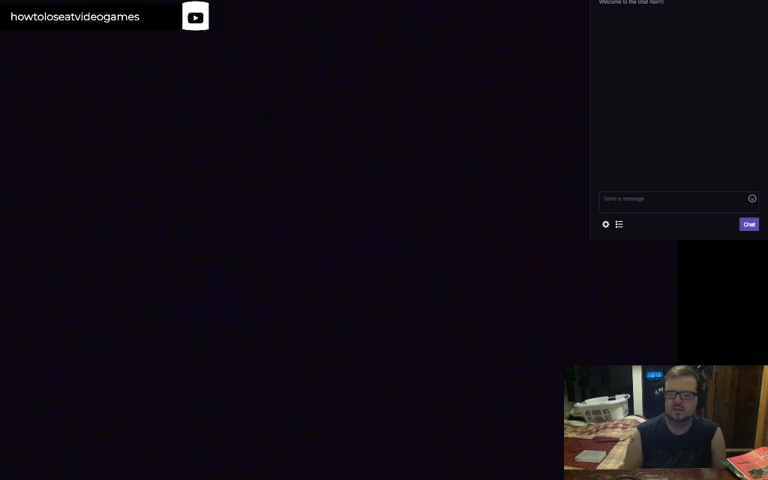 howtoloseatvideogames
Welcome to the chat room!
Send a message
Chat